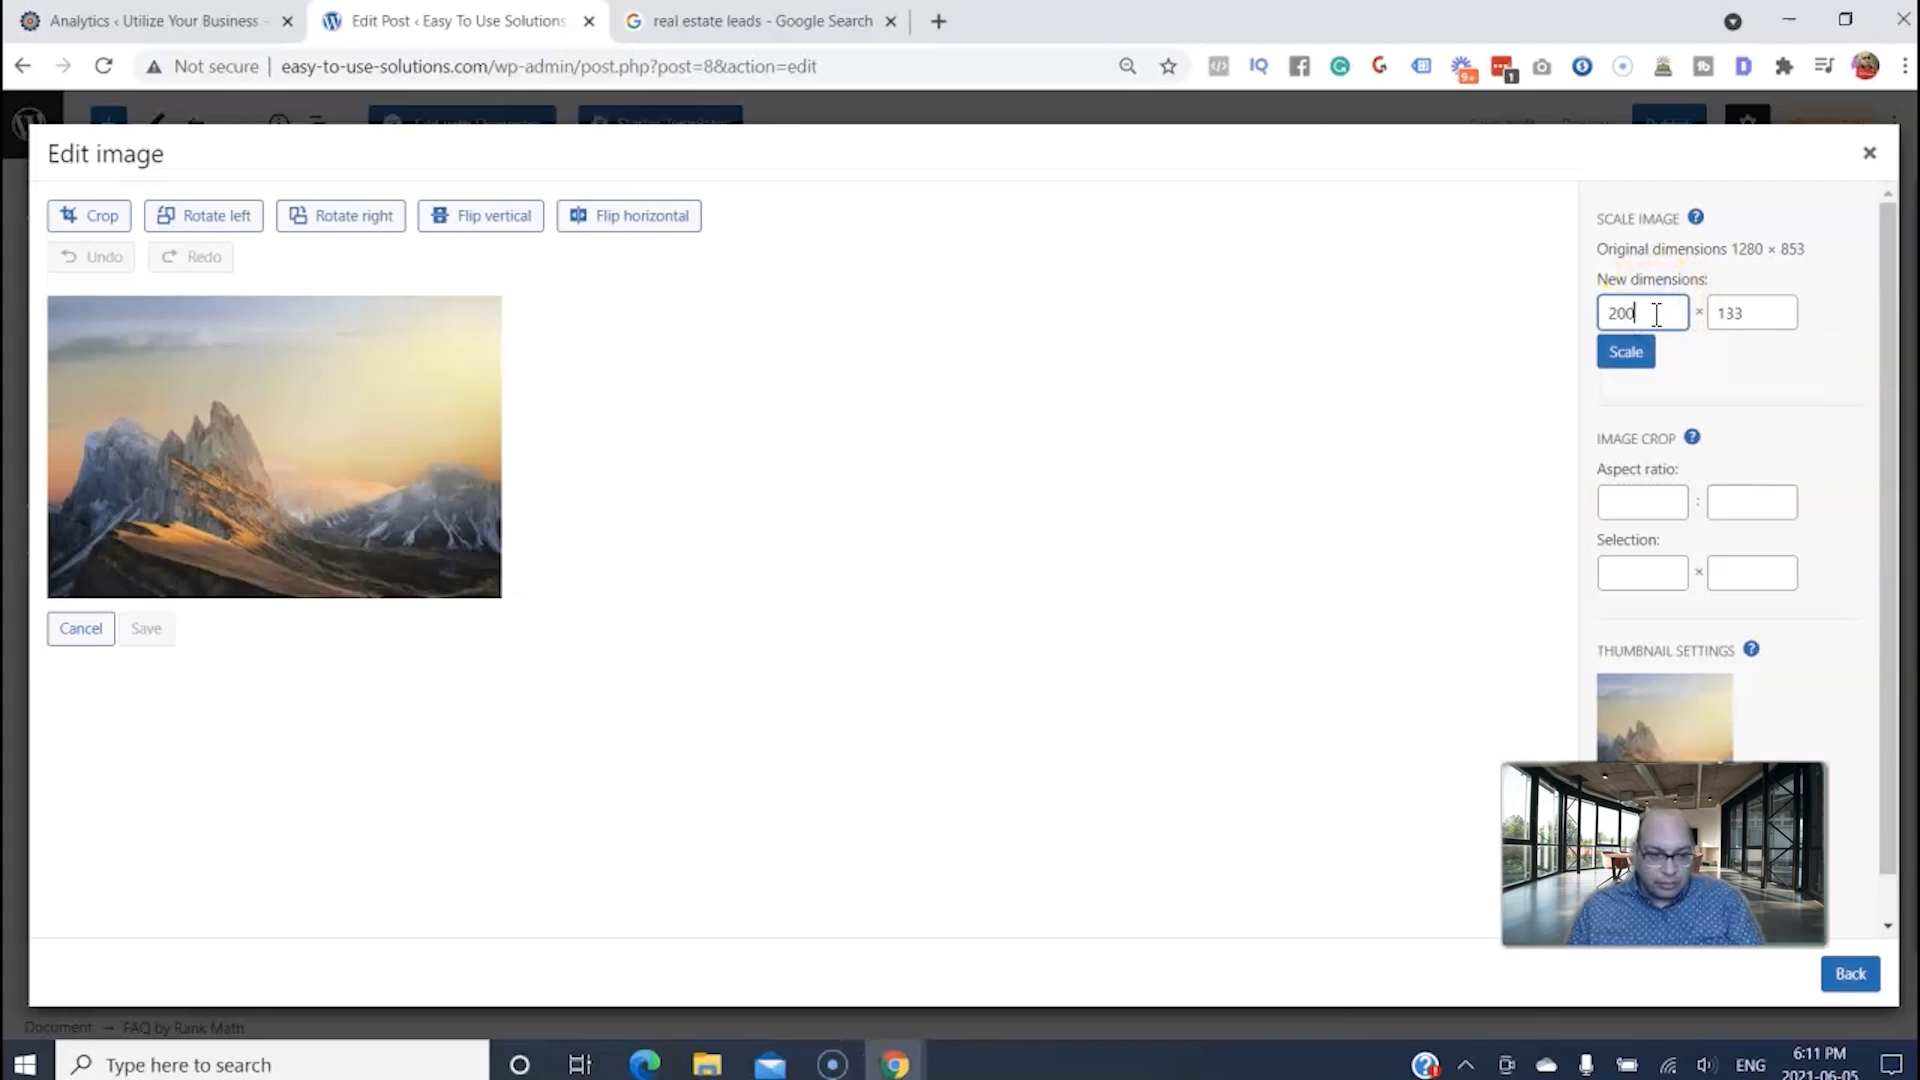 Analytics ‹ Utilize Your Business
Edit Post ‹ Easy To Use Solutions
real estate leads - Google Search
Not secure
easy-to-use-solutions.com/wp-admin/post.php?post=8&action=edit
IQ
9+
1
Edit image
Crop
Rotate left
Rotate right
Flip vertical
Flip horizontal
Undo
Redo
Cancel
Save
SCALE IMAGE
Original dimensions 1280 × 853
New dimensions:
200 × 133
Scale
IMAGE CROP
Aspect ratio:
:
Selection:
×
THUMBNAIL SETTINGS
Back
Document → FAQ by Rank Math
Type here to search
ENG
6:11 PM
2021-06-05